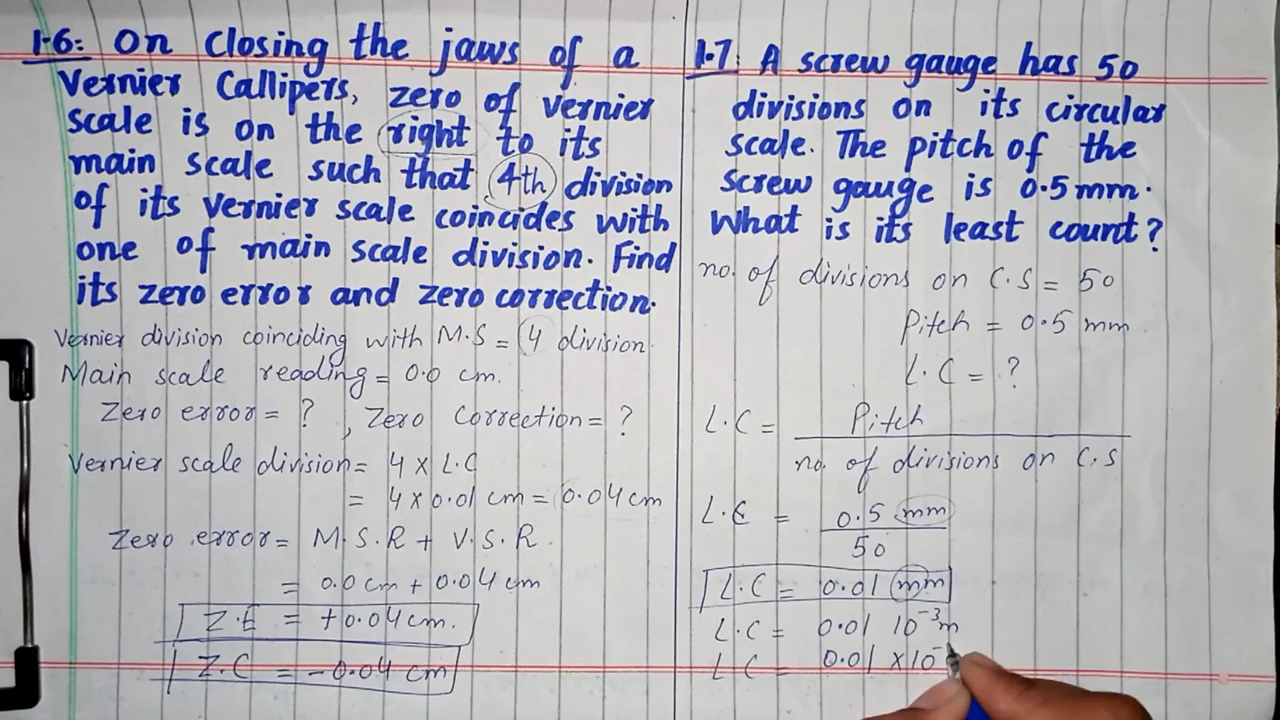 1.6: On closing the jaws of a
Vernier Callipers, zero of vernier
scale is on the right to its
main scale such that 4th division
of its vernier scale coincides with
one of main scale division. Find
its zero error and zero correction.
Vernier division coinciding with M.S = 4 division.
Main scale reading = 0.0 cm.
Zero error = ? , Zero Correction = ?
Vernier scale division = 4 X L.C
= 4 x 0.01 cm = 0.04 cm
Zero error = M.S.R + V.S.R.
= 0.0 cm + 0.04 cm
Z.E = +0.04 cm.
Z.C = -0.04 cm
1.7: A screw gauge has 50
divisions on its circular
scale. The pitch of the
screw gauge is 0.5 mm.
What is its least count?
no. of divisions on C.S = 50
Pitch = 0.5 mm
L.C = ?
L.C = Pitch
no. of divisions on C.S
L.C = 0.5 mm
50
L.C = 0.01 mm
L.C = 0.01 10⁻³m
L.C = 0.01 x10⁻